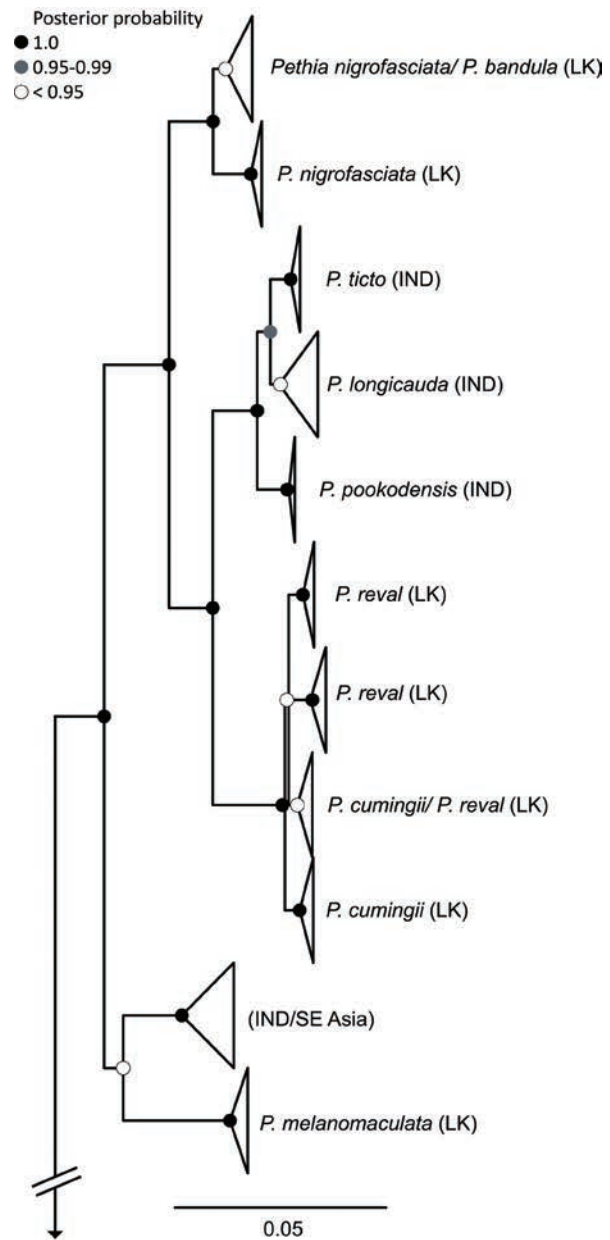 Posterior probability
1.0
0.95-0.99
< 0.95
Pethia nigrofasciata/ P. bandula (LK)
P. nigrofasciata (LK)
P. ticto (IND)
P. longicauda (IND)
P. pookodensis (IND)
P. reval (LK)
P. reval (LK)
P. cumingii/ P. reval (LK)
P. cumingii (LK)
(IND/SE Asia)
P. melanomaculata (LK)
0.05